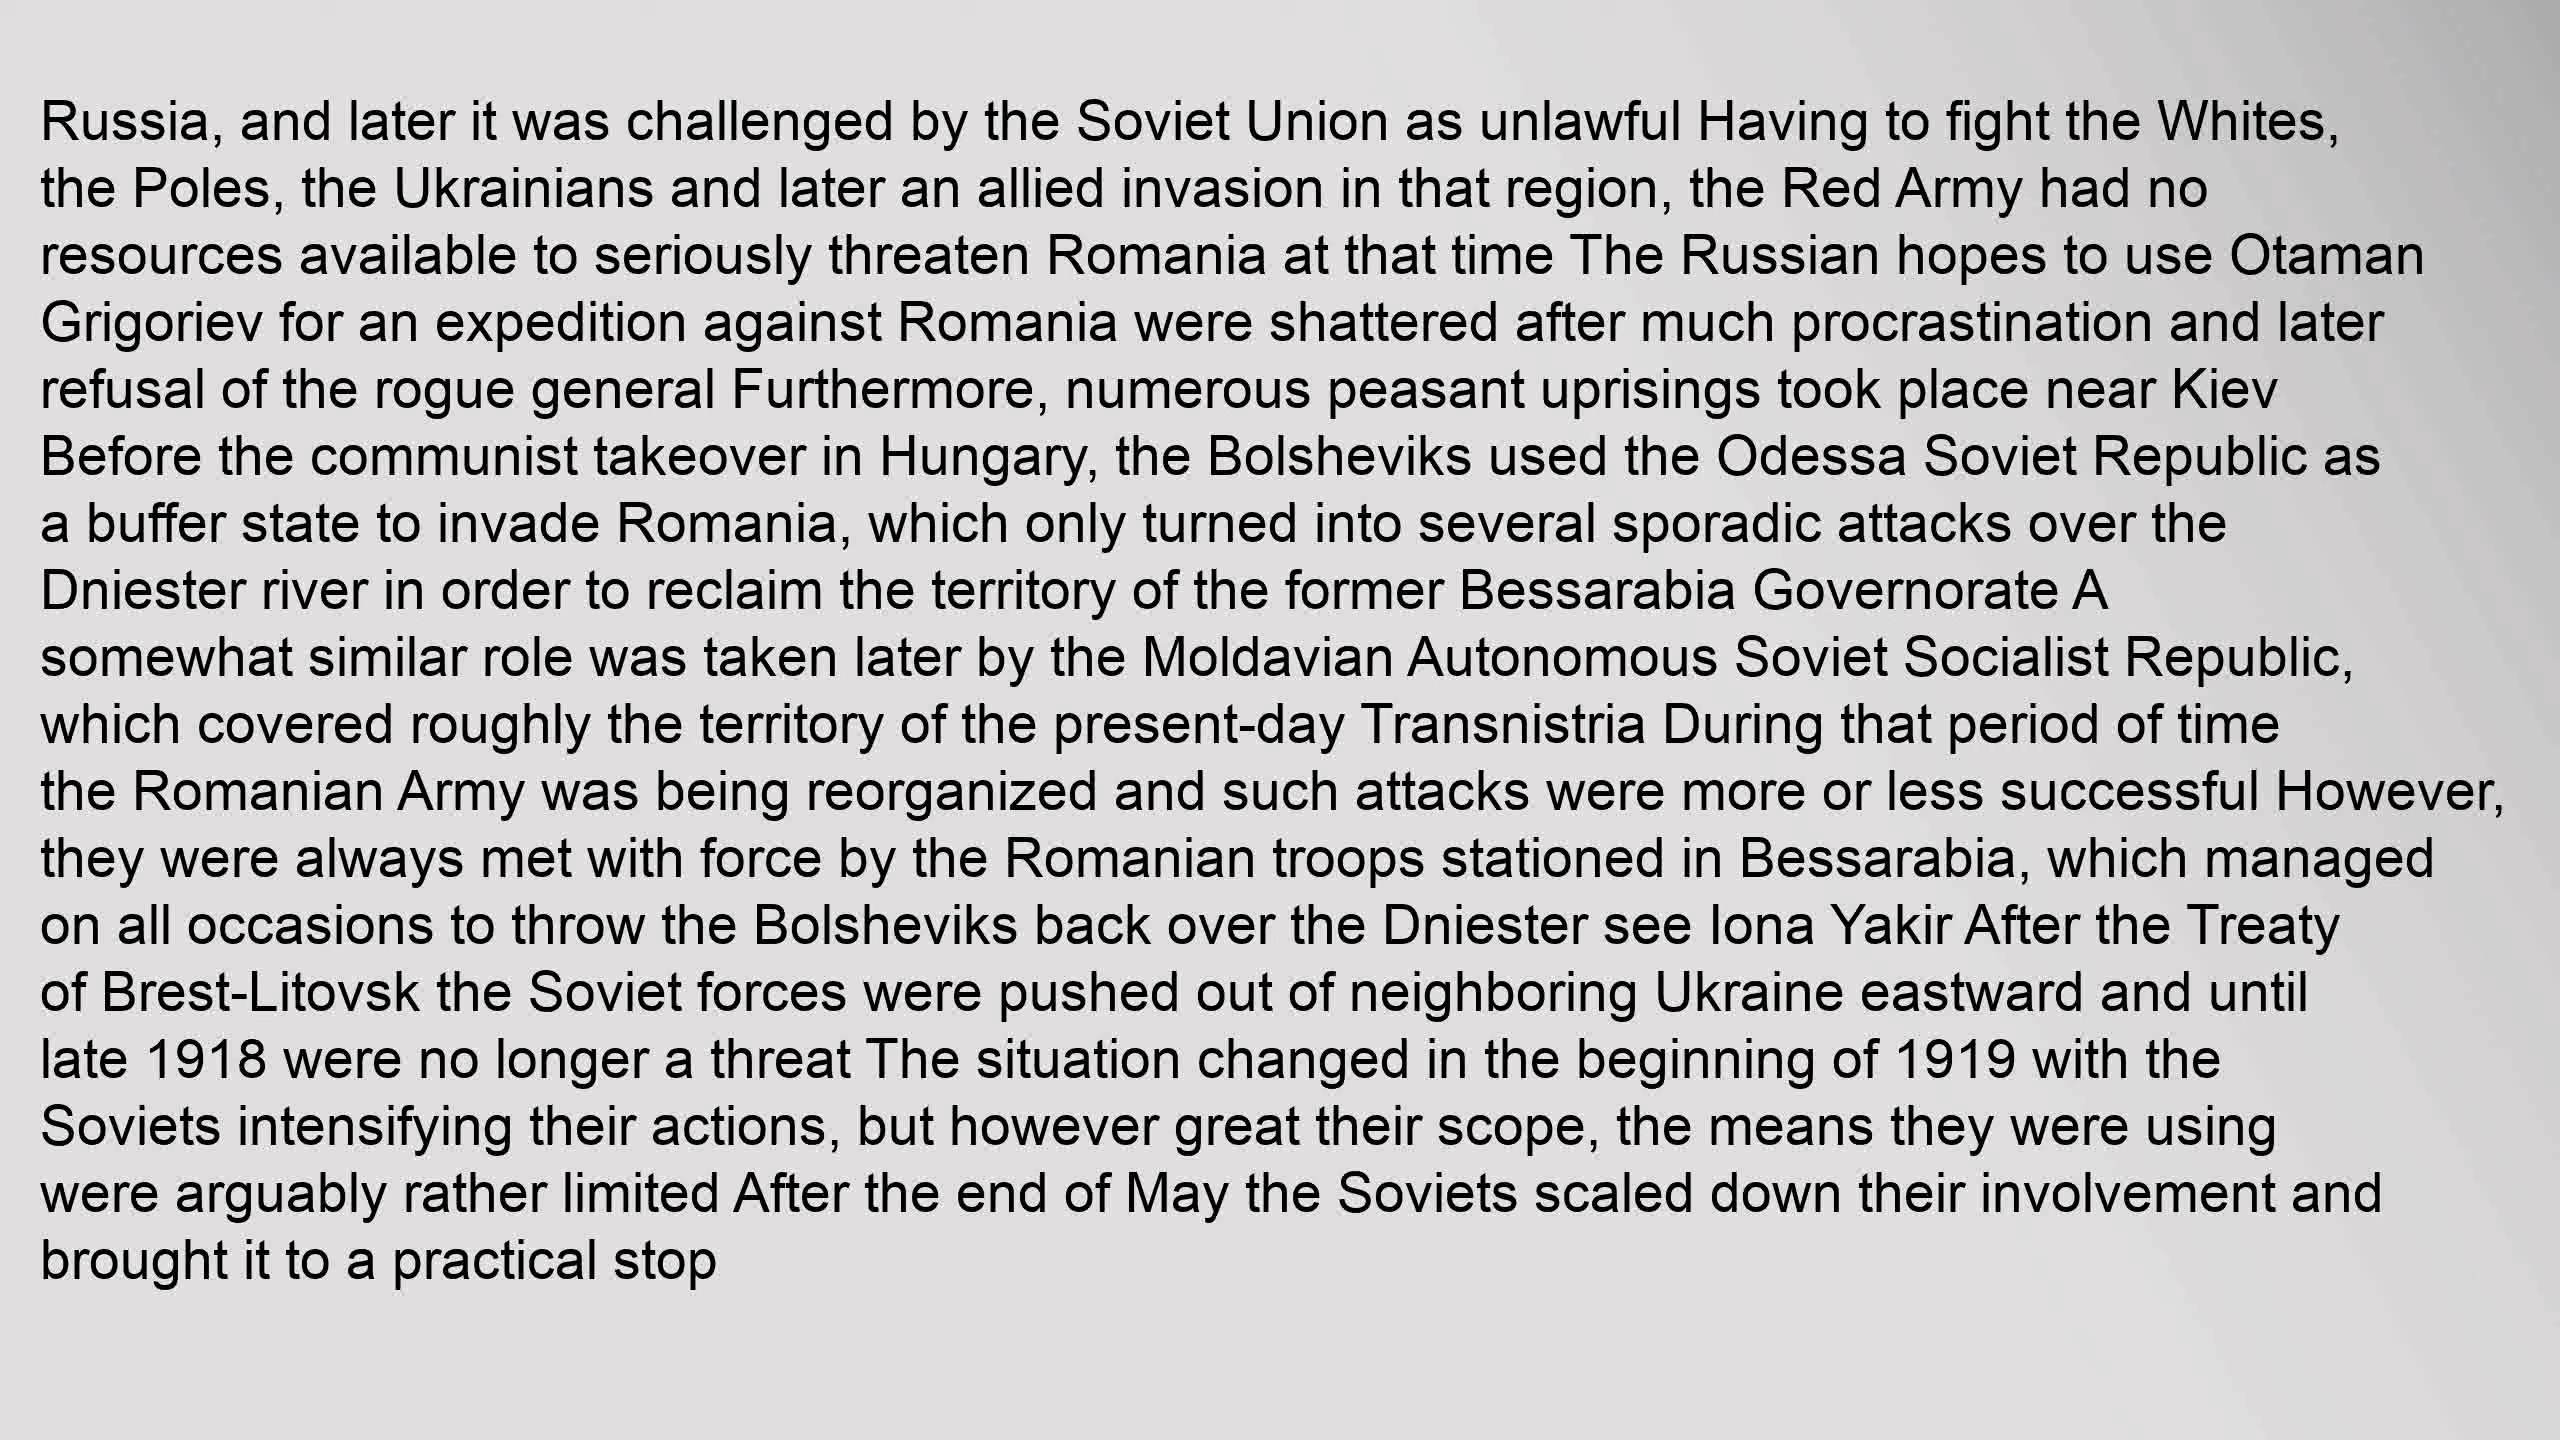 Russia, and later it was challenged by the Soviet Union as unlawful Having to fight the Whites,
the Poles, the Ukrainians and later an allied invasion in that region, the Red Army had no
resources available to seriously threaten Romania at that time The Russian hopes to use Otaman
Grigoriev for an expedition against Romania were shattered after much procrastination and later
refusal of the rogue general Furthermore, numerous peasant uprisings took place near Kiev
Before the communist takeover in Hungary, the Bolsheviks used the Odessa Soviet Republic as
a buffer state to invade Romania, which only turned into several sporadic attacks over the
Dniester river in order to reclaim the territory of the former Bessarabia Governorate A
somewhat similar role was taken later by the Moldavian Autonomous Soviet Socialist Republic,
which covered roughly the territory of the present-day Transnistria During that period of time
the Romanian Army was being reorganized and such attacks were more or less successful However,
they were always met with force by the Romanian troops stationed in Bessarabia, which managed
on all occasions to throw the Bolsheviks back over the Dniester see Iona Yakir After the Treaty
of Brest-Litovsk the Soviet forces were pushed out of neighboring Ukraine eastward and until
late 1918 were no longer a threat The situation changed in the beginning of 1919 with the
Soviets intensifying their actions, but however great their scope, the means they were using
were arguably rather limited After the end of May the Soviets scaled down their involvement and
brought it to a practical stop